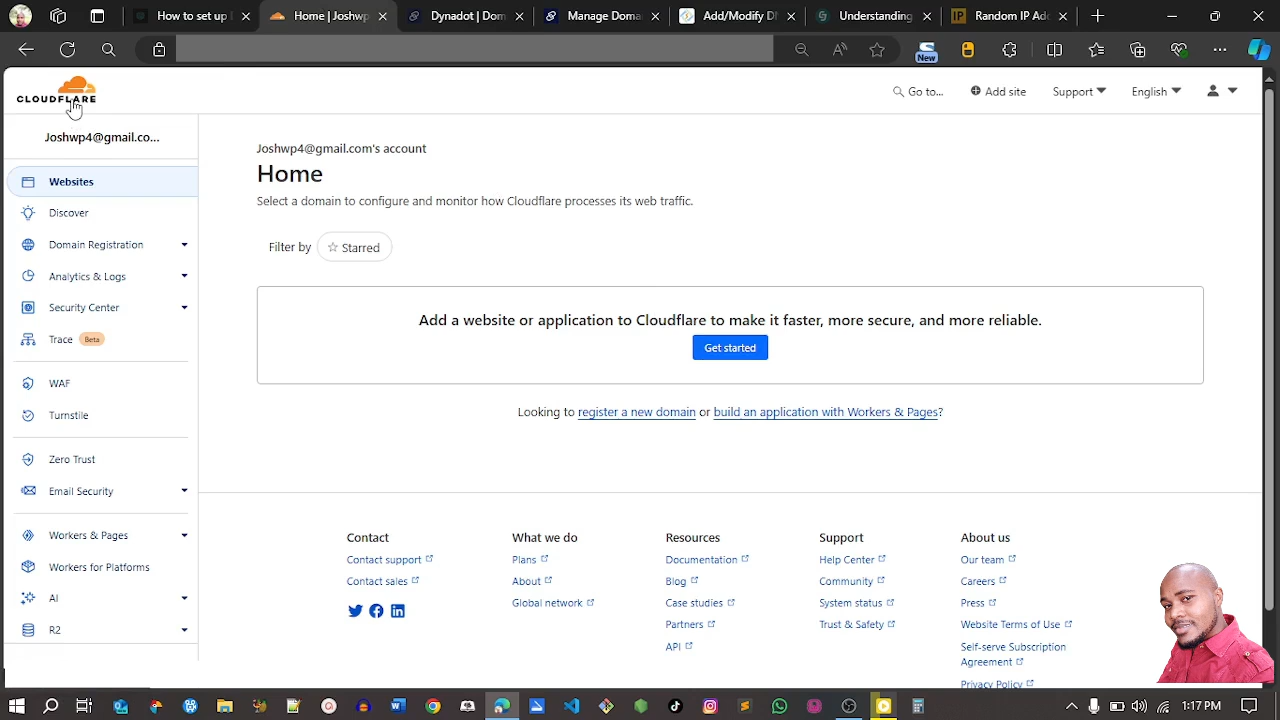 How to set up
Home | Joshwp
Dynadot | Dom
Manage Doma
Add/Modify DN
Understanding
Random IP Add
New
CLOUDFLARE
Go to...
Add site
Support
English
Joshwp4@gmail.co...
Websites
Discover
Domain Registration
Analytics & Logs
Security Center
Trace Beta
WAF
Turnstile
Zero Trust
Email Security
Workers & Pages
Workers for Platforms
AI
R2
Joshwp4@gmail.com's account
Home
Select a domain to configure and monitor how Cloudflare processes its web traffic.
Filter by
Starred
Add a website or application to Cloudflare to make it faster, more secure, and more reliable.
Get started
Looking to register a new domain or build an application with Workers & Pages?
Contact
Contact support
Contact sales
What we do
Plans
About
Global network
Resources
Documentation
Blog
Case studies
Partners
API
Support
Help Center
Community
System status
Trust & Safety
About us
Our team
Careers
Press
Website Terms of Use
Self-serve Subscription
Agreement
Privacy Policy
1:17 PM